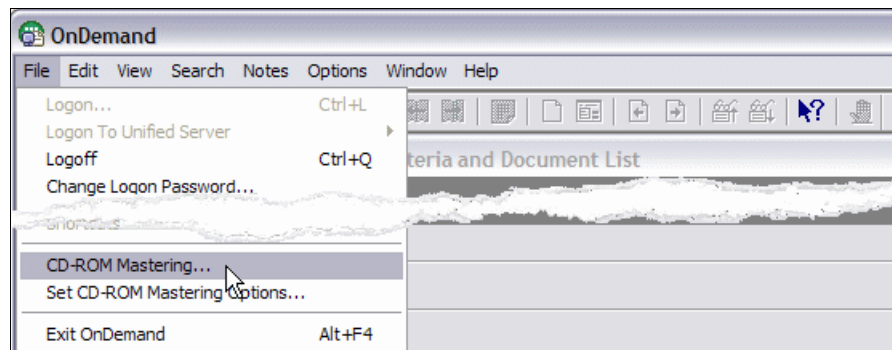 OnDemand
File Edit View Search Notes Options Window Help
Logon... Ctrl+L
Logon To Unified Server
Logoff Ctrl+Q
teria and Document List
Change Logon Password...
CD-ROM Mastering...
Set CD-ROM Mastering Options...
Exit OnDemand Alt+F4